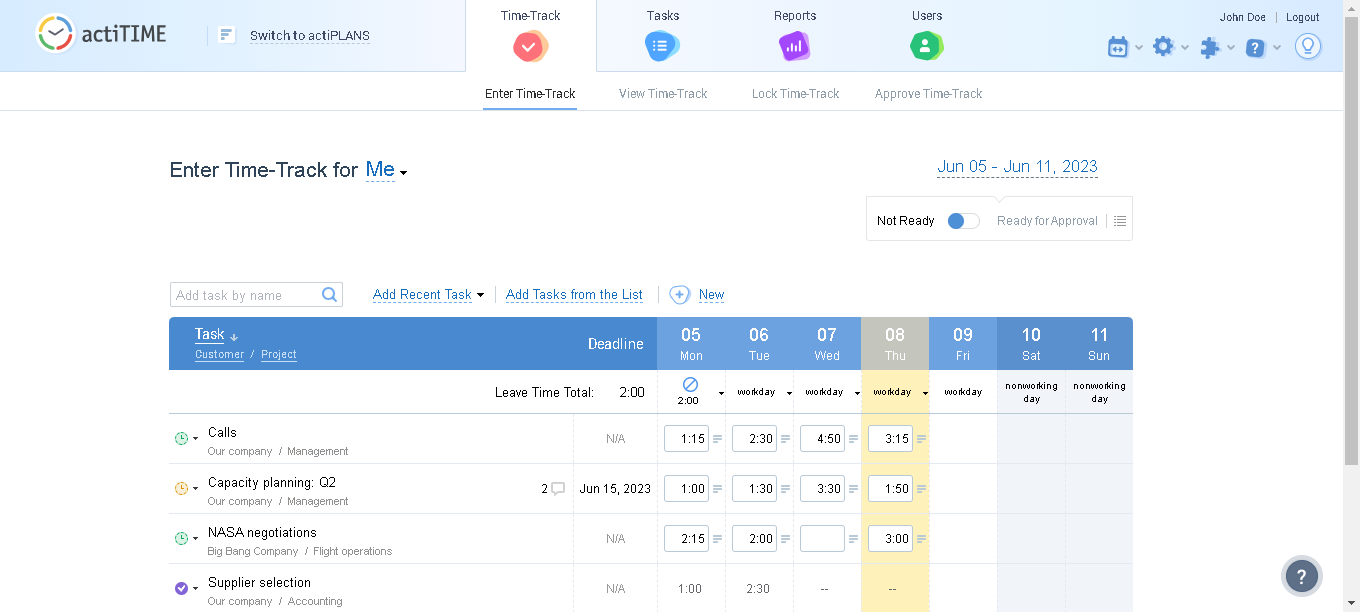 actiTIME
Switch to actiPLANS
Time-Track Tasks Reports Users
John Doe Logout
?
Enter Time-Track View Time-Track Lock Time-Track Approve Time-Track
Enter Time-Track for Me
Jun 05 - Jun 11, 2023
Not Ready Ready for Approval
Add task by name Add Recent Task Add Tasks from the List New
Task
Customer / Project
Deadline
05 06 07 08 09 10 11
Mon Tue Wed Thu Fri Sat Sun
Leave Time Total: 2:00 2:00 workday workday workday workday nonworking day nonworking day
Calls
Our company / Management
N/A 1:15 2:30 4:50 3:15
Capacity planning: Q2
Our company / Management
2 Jun 15, 2023 1:00 1:30 3:30 1:50
NASA negotiations
Big Bang Company / Flight operations
N/A 2:15 2:00 3:00
Supplier selection
Our company / Accounting
N/A 1:00 2:30 -- --
?